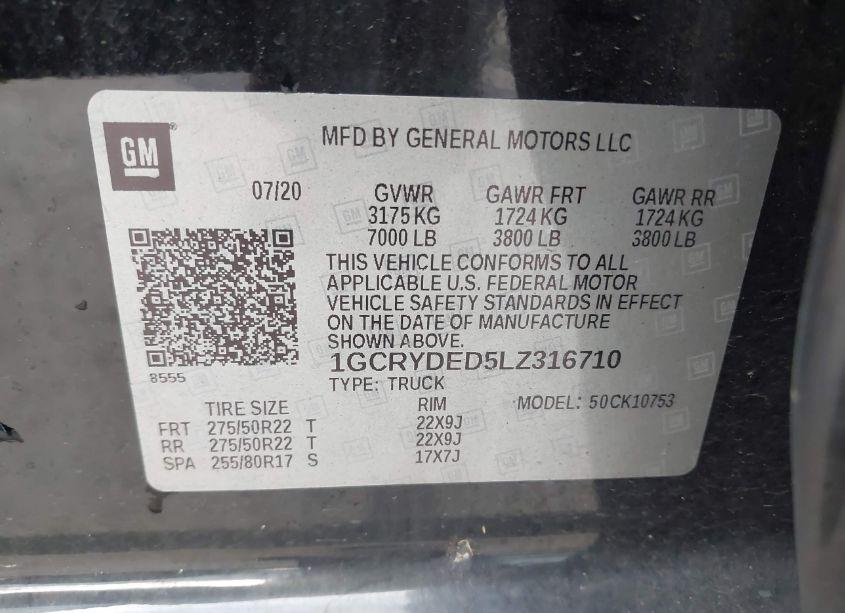 GM
MFD BY GENERAL MOTORS LLC
07/20 GVWR GAWR FRT GAWR RR
3175 KG 1724 KG 1724 KG
7000 LB 3800 LB 3800 LB
THIS VEHICLE CONFORMS TO ALL
APPLICABLE U.S. FEDERAL MOTOR
VEHICLE SAFETY STANDARDS IN EFFECT
ON THE DATE OF MANUFACTURE
SHOWN ABOVE.
1GCRYDED5LZ316710
8555
TYPE: TRUCK
TIRE SIZE RIM MODEL: 50CK10753
FRT 275/50R22 T 22X9J
RR 275/50R22 T 22X9J
SPA 255/80R17 S 17X7J